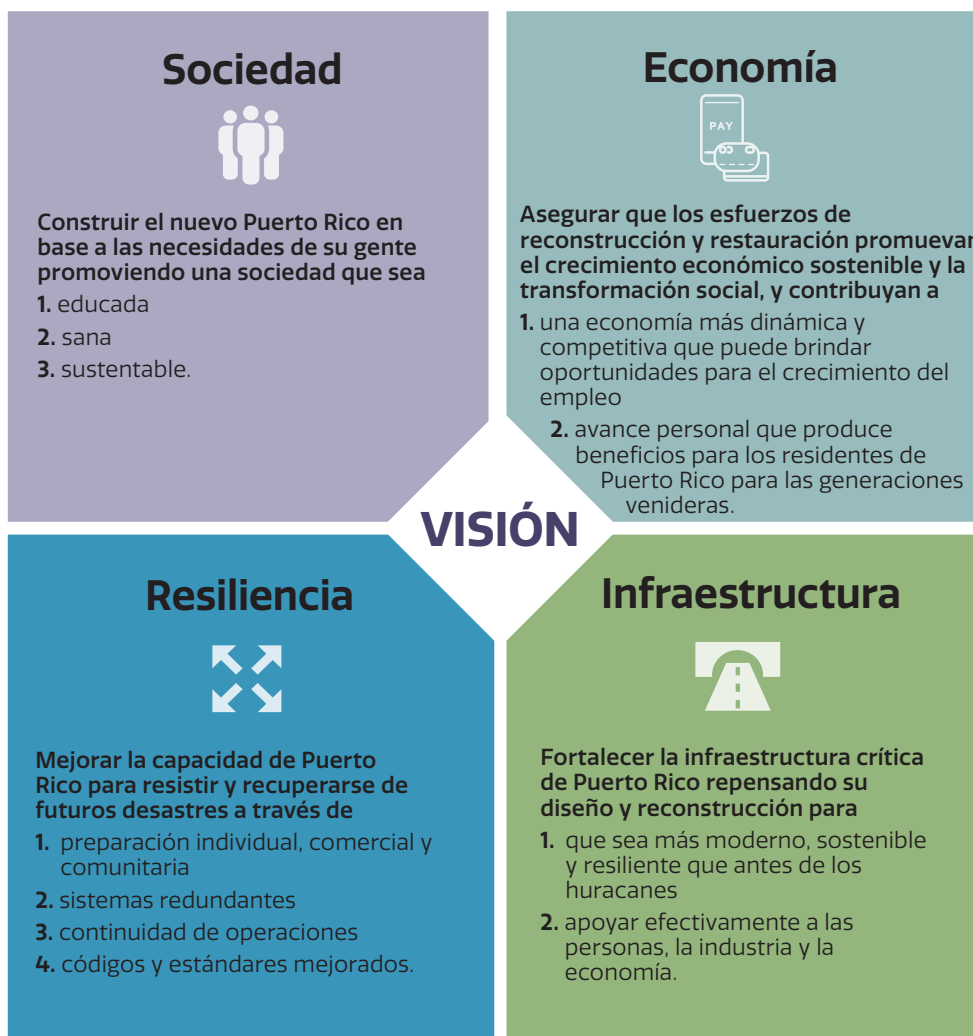 Sociedad
Construir el nuevo Puerto Rico en
base a las necesidades de su gente
promoviendo una sociedad que sea
1. educada
2. sana
3. sustentable.
Economía
PAY
Asegurar que los esfuerzos de
reconstrucción y restauración promuevan
el crecimiento económico sostenible y la
transformación social, y contribuyan a
1. una economía más dinámica y
competitiva que puede brindar
oportunidades para el crecimiento del
empleo
2. avance personal que produce
beneficios para los residentes de
Puerto Rico para las generaciones
venideras.
VISIÓN
Resiliencia
Mejorar la capacidad de Puerto
Rico para resistir y recuperarse de
futuros desastres a través de
1. preparación individual, comercial y
comunitaria
2. sistemas redundantes
3. continuidad de operaciones
4. códigos y estándares mejorados.
Infraestructura
Fortalecer la infraestructura crítica
de Puerto Rico repensando su
diseño y reconstrucción para
1. que sea más moderno, sostenible
y resiliente que antes de los
huracanes
2. apoyar efectivamente a las
personas, la industria y la
economía.